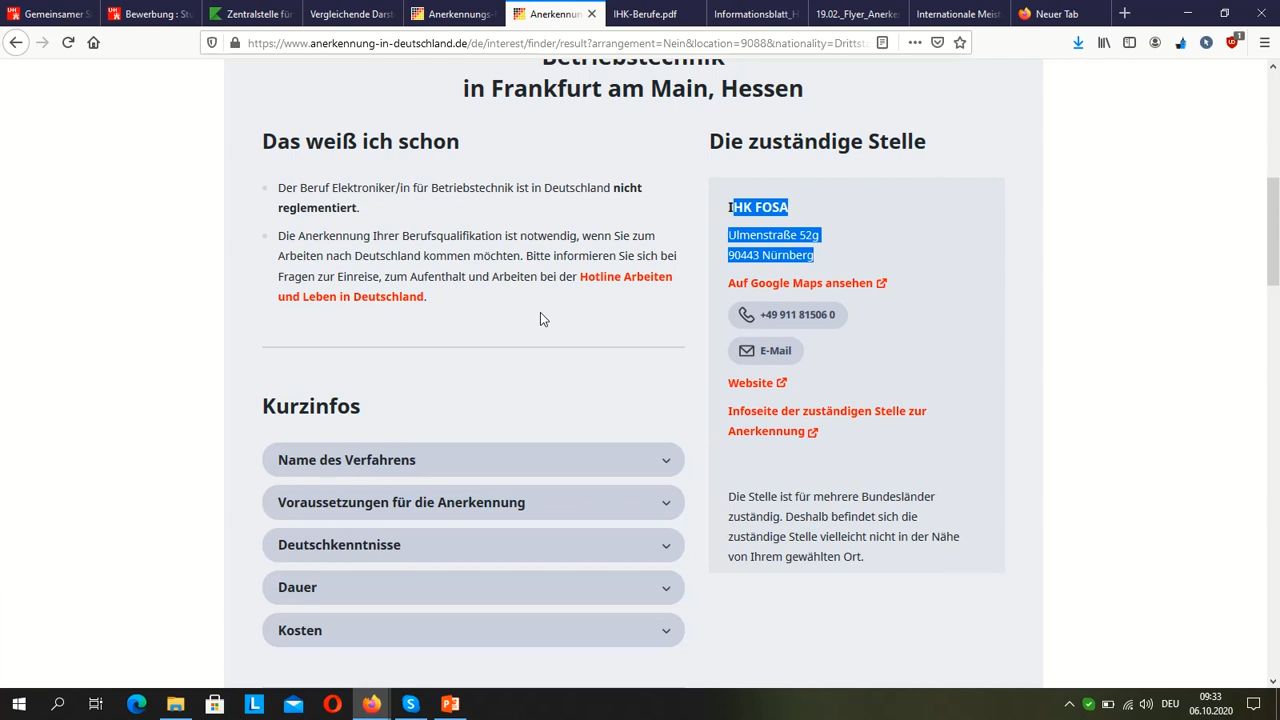 Gemeinsamer S
Bewerbung : Stu
Zentralstelle für
Vergleichende Darst
Anerkennungs-
Anerkennun
IHK-Berufe.pdf
Informationsblatt_H
19.02._Flyer_Anerke
Internationale Meist
Neuer Tab
https://www.anerkennung-in-deutschland.de/de/interest/finder/result?arrangement=Nein&location=9088&nationality=Drittsta
Betriebstechnik
in Frankfurt am Main, Hessen
Das weiß ich schon
Der Beruf Elektroniker/in für Betriebstechnik ist in Deutschland nicht
reglementiert.
Die Anerkennung Ihrer Berufsqualifikation ist notwendig, wenn Sie zum
Arbeiten nach Deutschland kommen möchten. Bitte informieren Sie sich bei
Fragen zur Einreise, zum Aufenthalt und Arbeiten bei der Hotline Arbeiten
und Leben in Deutschland.
Kurzinfos
Name des Verfahrens
Voraussetzungen für die Anerkennung
Deutschkenntnisse
Dauer
Kosten
Die zuständige Stelle
IHK FOSA
Ulmenstraße 52g
90443 Nürnberg
Auf Google Maps ansehen
+49 911 81506 0
E-Mail
Website
Infoseite der zuständigen Stelle zur
Anerkennung
Die Stelle ist für mehrere Bundesländer
zuständig. Deshalb befindet sich die
zuständige Stelle vielleicht nicht in der Nähe
von Ihrem gewählten Ort.
DEU
09:33
06.10.2020